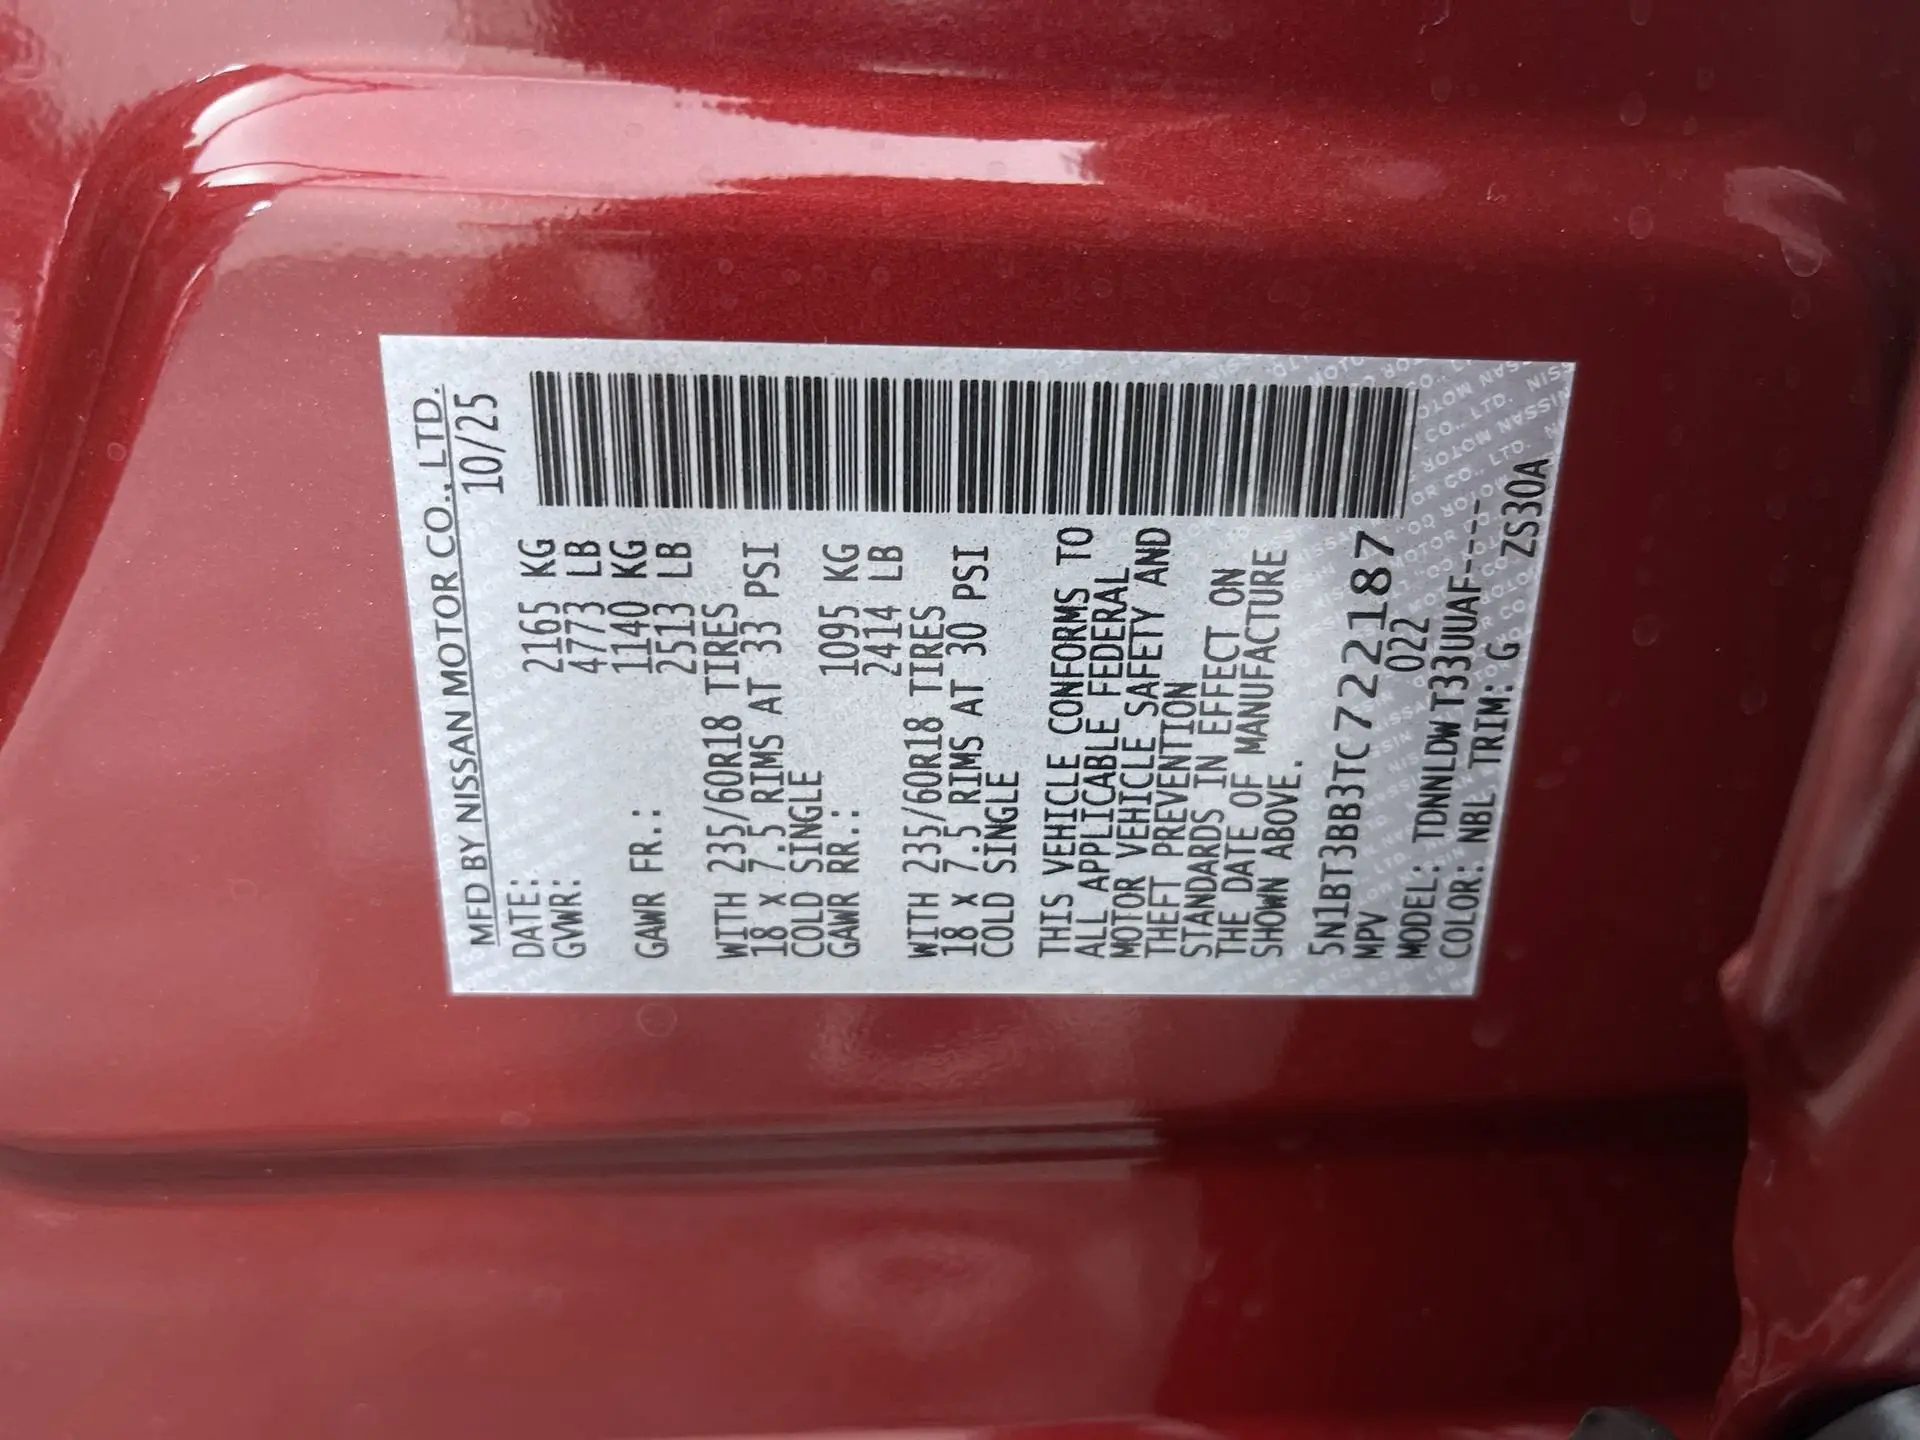 MFD BY NISSAN MOTOR CO., LTD.
DATE: 10/25
GVWR: 2165 KG
4773 LB
GAWR FR.: 1140 KG
2513 LB
WITH 235/60R18 TIRES
18 X 7.5 RIMS AT 33 PSI
COLD SINGLE
GAWR RR.: 1095 KG
2414 LB
WITH 235/60R18 TIRES
18 X 7.5 RIMS AT 30 PSI
COLD SINGLE
THIS VEHICLE CONFORMS TO
ALL APPLICABLE FEDERAL
MOTOR VEHICLE SAFETY AND
THEFT PREVENTION
STANDARDS IN EFFECT ON
THE DATE OF MANUFACTURE
SHOWN ABOVE.
5N1BT3BB3TC722187
MPV 022
MODEL: TDNNLDW T33UUAF----
COLOR: NBL TRIM: G ZS30A